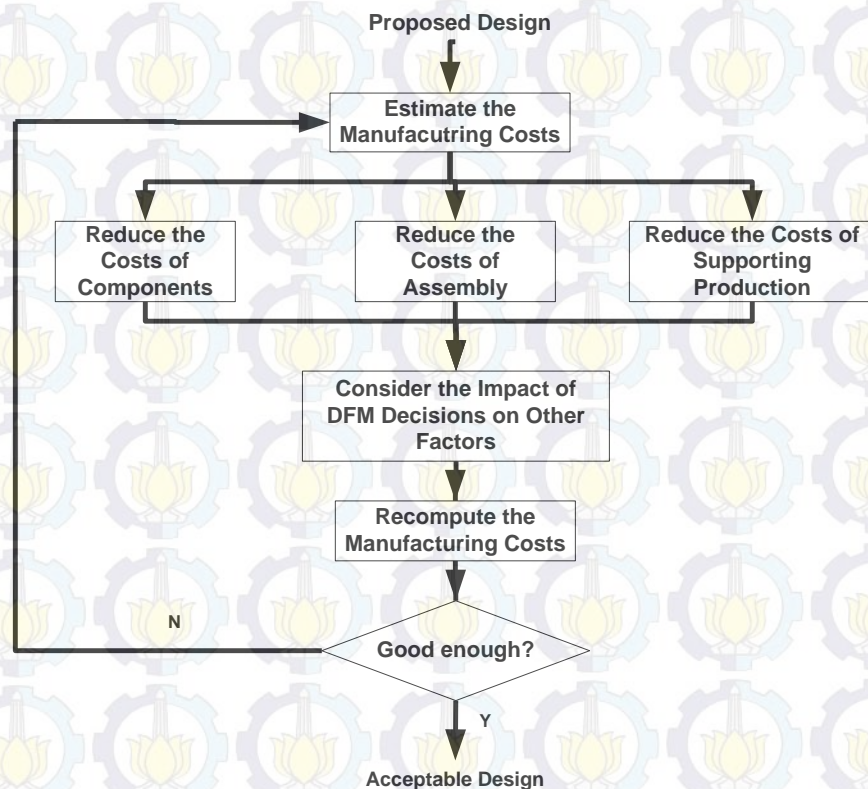 Proposed Design
Estimate the
Manufacutring Costs
Reduce the
Costs of
Components
Reduce the
Costs of
Assembly
Reduce the Costs of
Supporting
Production
Consider the Impact of
DFM Decisions on Other
Factors
Recompute the
Manufacturing Costs
N
Good enough?
Y
Acceptable Design